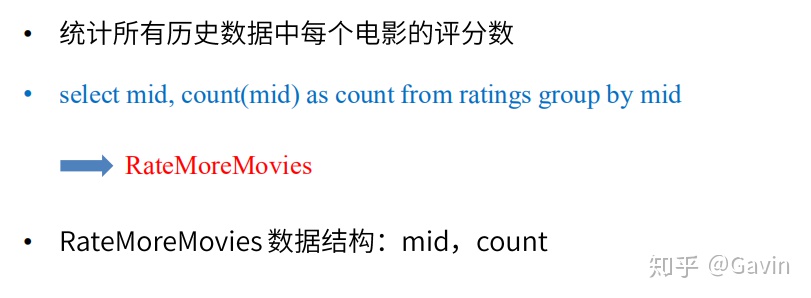 • 统计所有历史数据中每个电影的评分数
• select mid, count(mid) as count from ratings group by mid
RateMoreMovies
• RateMoreMovies 数据结构：mid，count
知乎 @Gavin